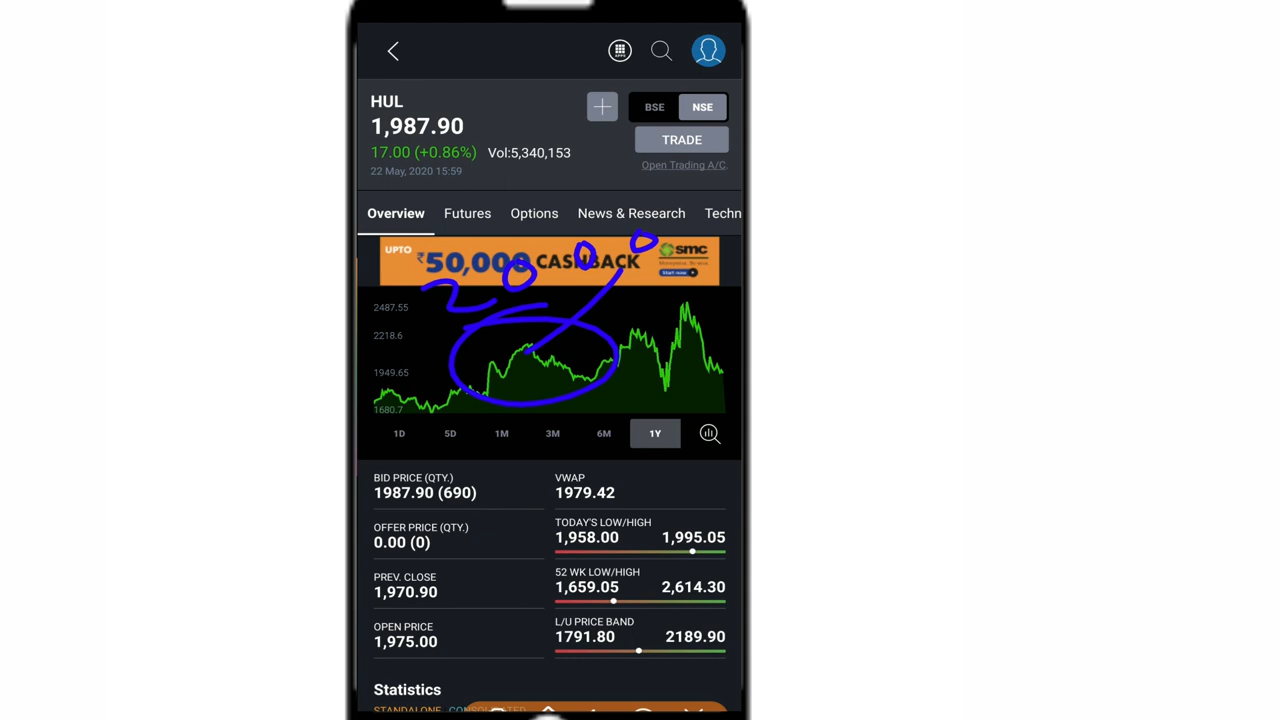 APPS
HUL
BSE NSE
1,987.90
TRADE
17.00 (+0.86%) Vol:5,340,153
Open Trading A/C.
22 May, 2020 15:59
Overview Futures Options News & Research Techn
UPTO ₹50,000 CASHBACK smc
Start now
2000
2487.55
2218.6
1949.65
1680.7
1D 5D 1M 3M 6M 1Y
BID PRICE (QTY.) VWAP
1987.90 (690) 1979.42
OFFER PRICE (QTY.) TODAY'S LOW/HIGH
0.00 (0) 1,958.00 1,995.05
PREV. CLOSE 52 WK LOW/HIGH
1,970.90 1,659.05 2,614.30
OPEN PRICE L/U PRICE BAND
1,975.00 1791.80 2189.90
Statistics
STANDALONE CONSOLIDATED